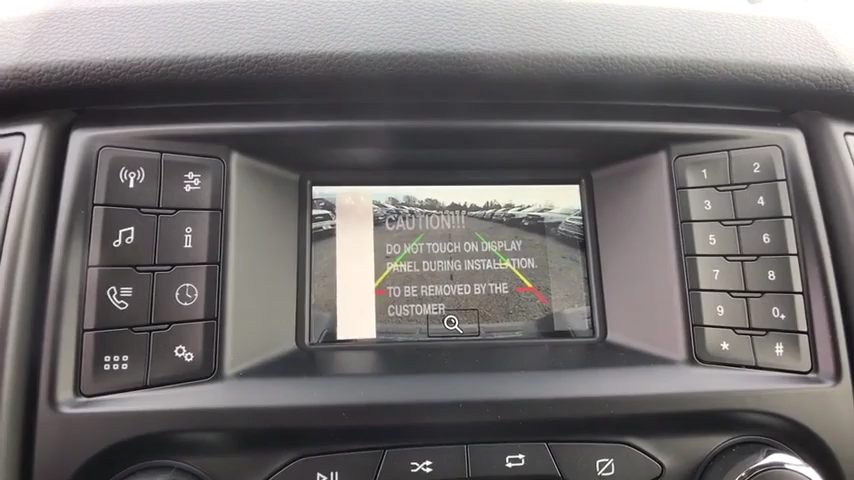 CAUTION!!!
DO NOT TOUCH ON DISPLAY
PANEL DURING INSTALLATION.
TO BE REMOVED BY THE
CUSTOMER
1 2
3 4
5 6
7 8
9 0+
* #